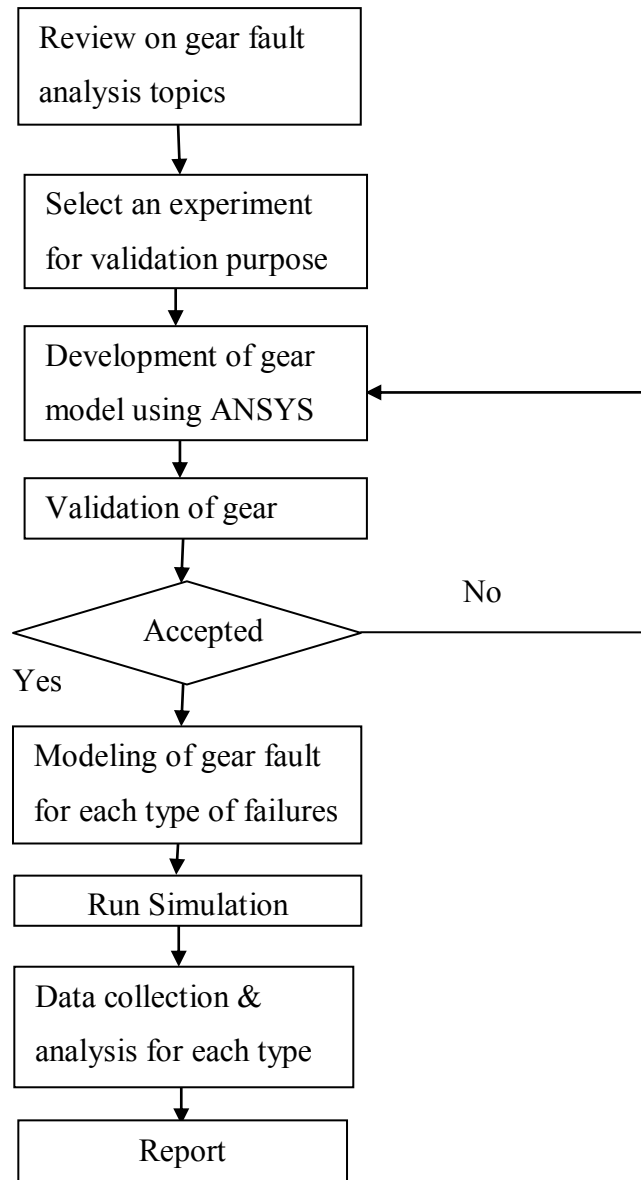 Review on gear fault
analysis topics
Select an experiment
for validation purpose
Development of gear
model using ANSYS
Validation of gear
No
Accepted
Yes
Modeling of gear fault
for each type of failures
Run Simulation
Data collection &
analysis for each type
Report